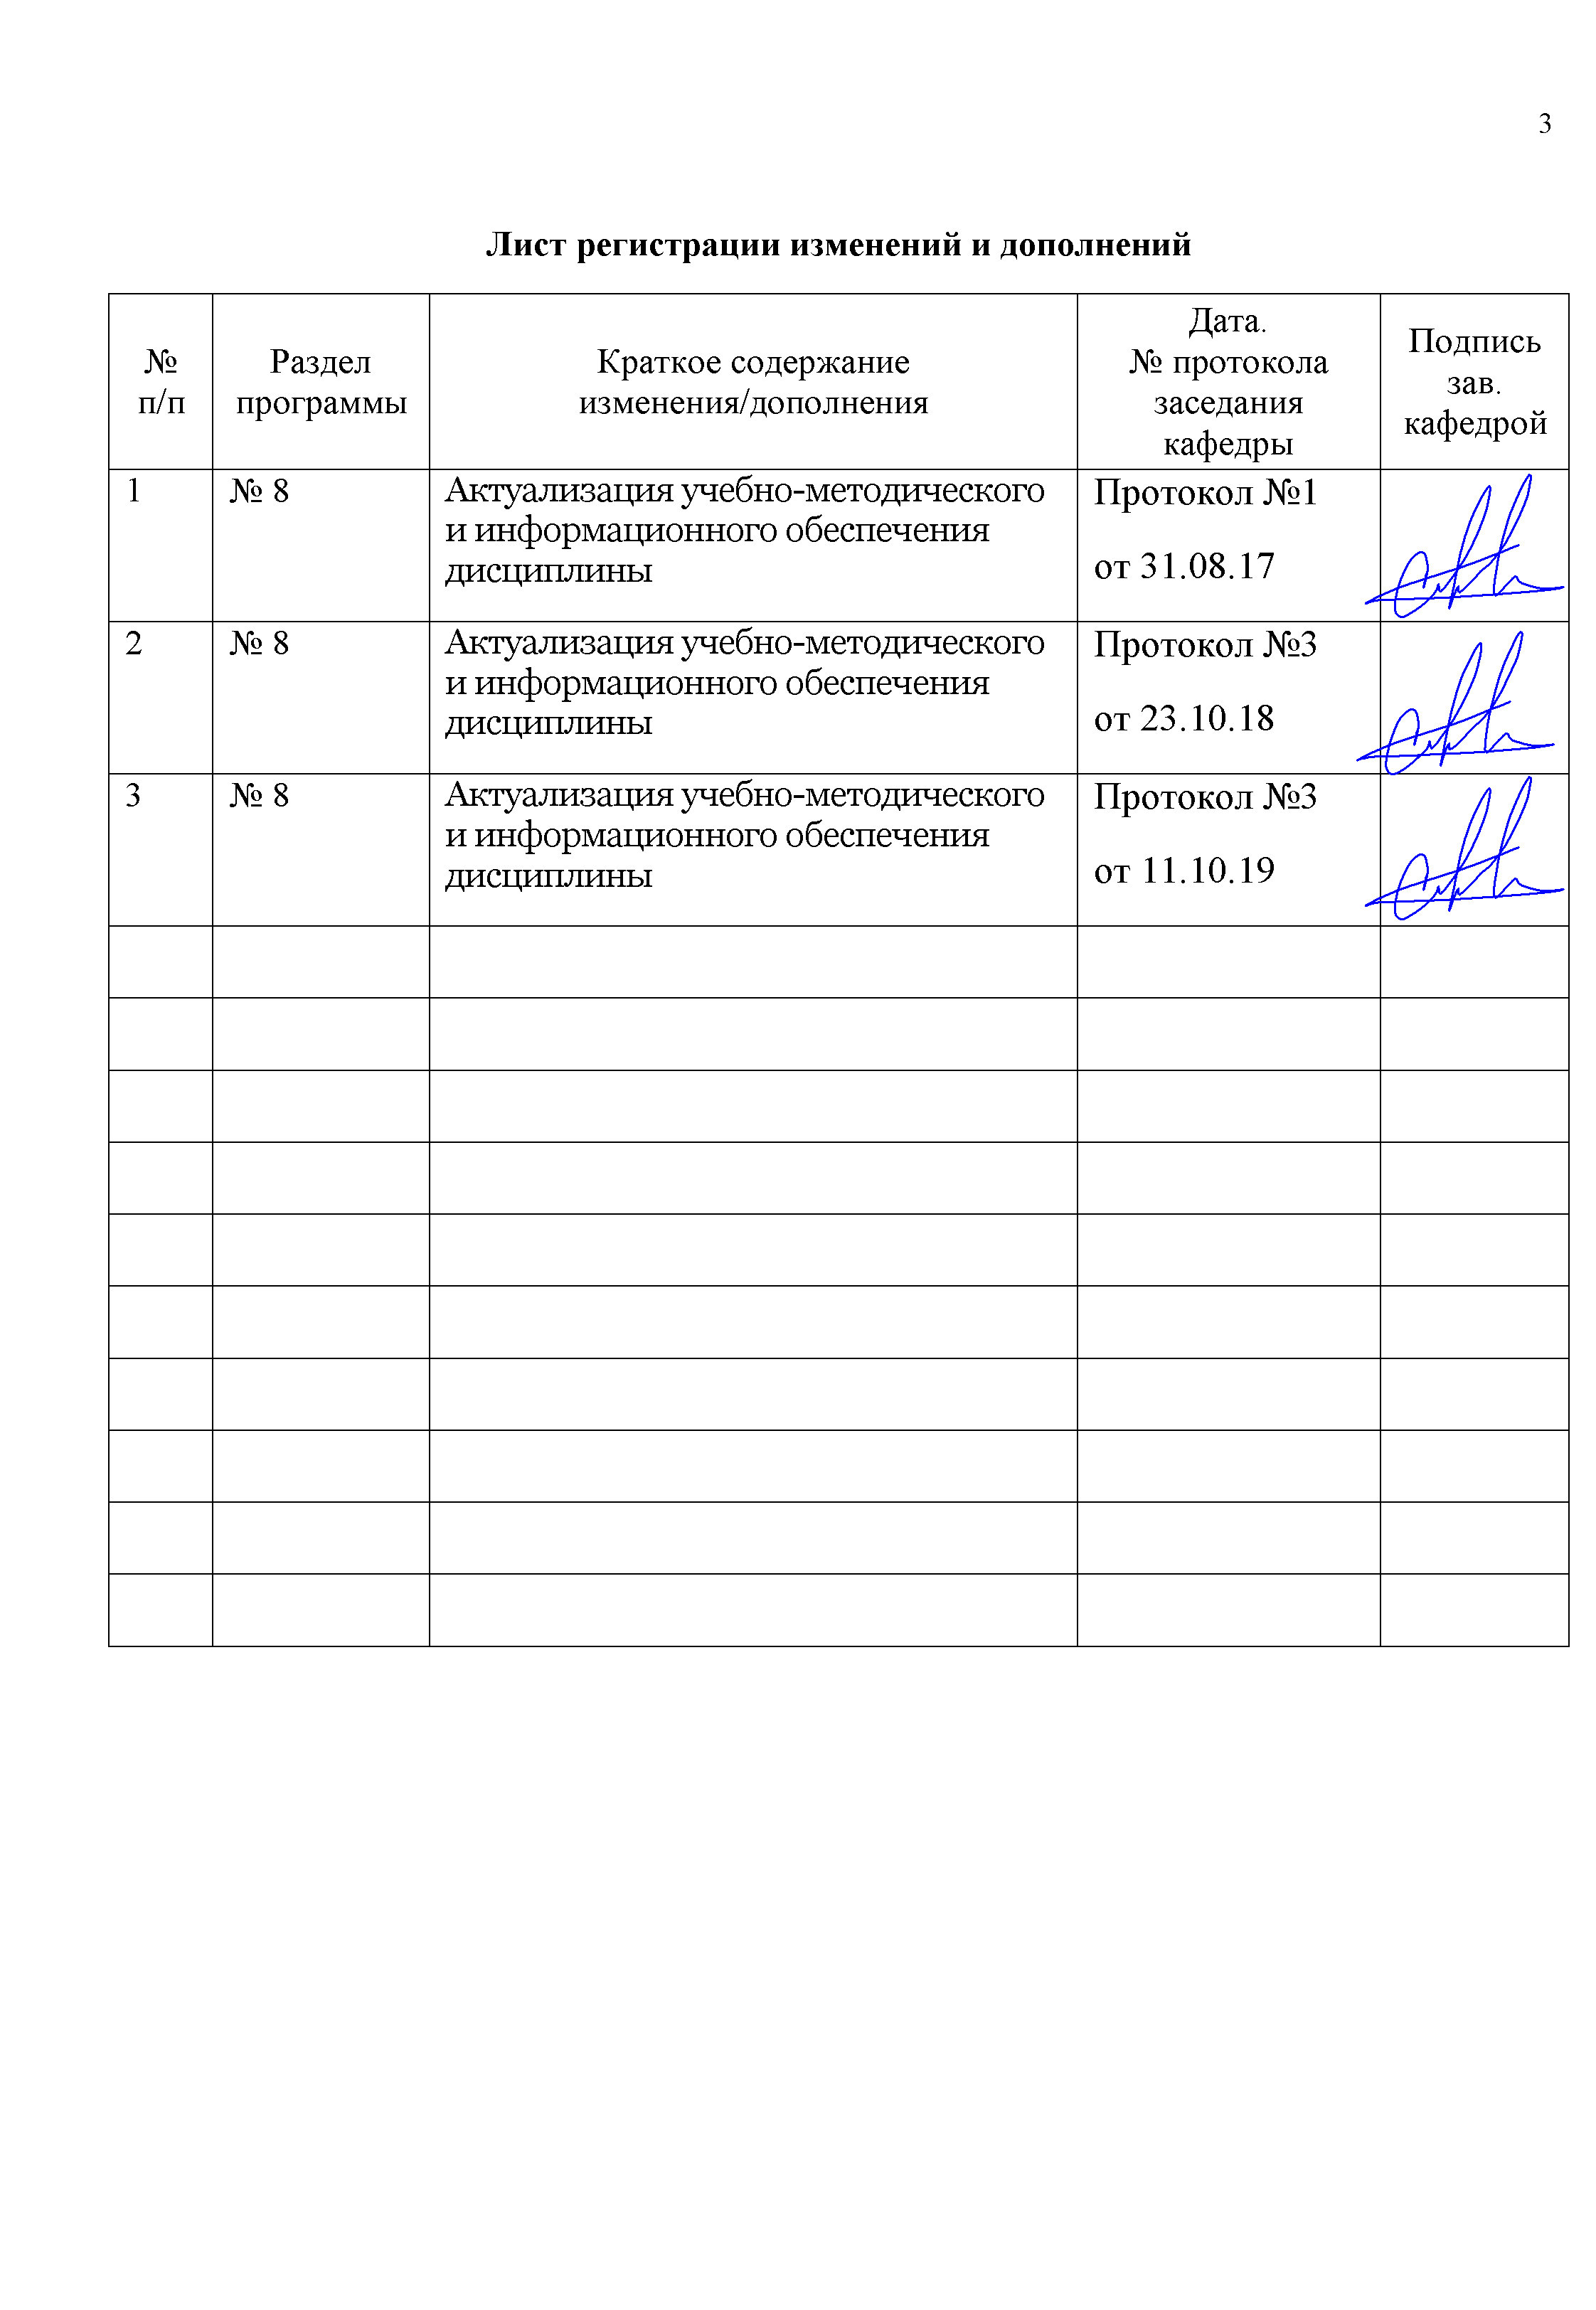 3
Лист регистрации изменений и дополнений
№
п/п
Раздел
программы
Краткое содержание
изменения/дополнения
Дата.
№ протокола
заседания
кафедры
Подпись
зав.
кафедрой
1
№ 8
Актуализация учебно-методического
и информационного обеспечения
дисциплины
Протокол №1
от 31.08.17
2
№ 8
Актуализация учебно-методического
и информационного обеспечения
дисциплины
Протокол №3
от 23.10.18
3
№ 8
Актуализация учебно-методического
и информационного обеспечения
дисциплины
Протокол №3
от 11.10.19